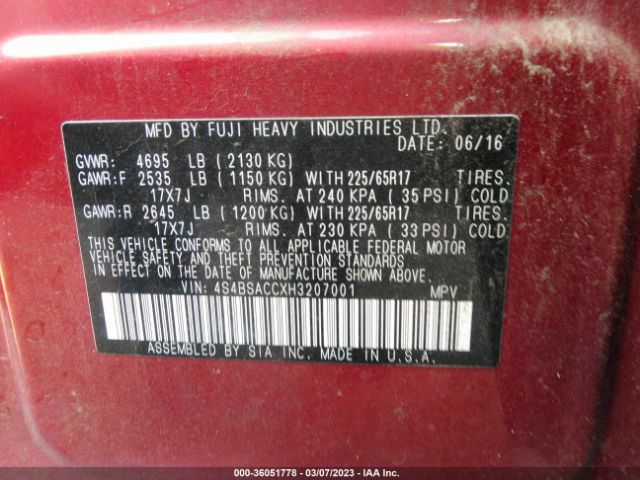 MFD BY FUJI HEAVY INDUSTRIES LTD.
DATE: 06/16
GVWR: 4695 LB (2130 KG)
GAWR:F 2535 LB (1150 KG) WITH 225/65R17 TIRES.
17X7J RIMS. AT 240 KPA (35 PSI) COLD
GAWR:R 2645 LB (1200 KG) WITH 225/65R17 TIRES.
17X7J RIMS. AT 230 KPA (33 PSI) COLD
THIS VEHICLE CONFORMS TO ALL APPLICABLE FEDERAL MOTOR
VEHICLE SAFETY AND THEFT PREVENTION STANDARDS
IN EFFECT ON THE DATE OF MANUFACTURE SHOWN ABOVE.
VIN: 4S4BSACCXH3207001 MPV
ASSEMBLED BY SIA INC. MADE IN U.S.A.
000-36051778 — 03/07/2023 — IAA Inc.